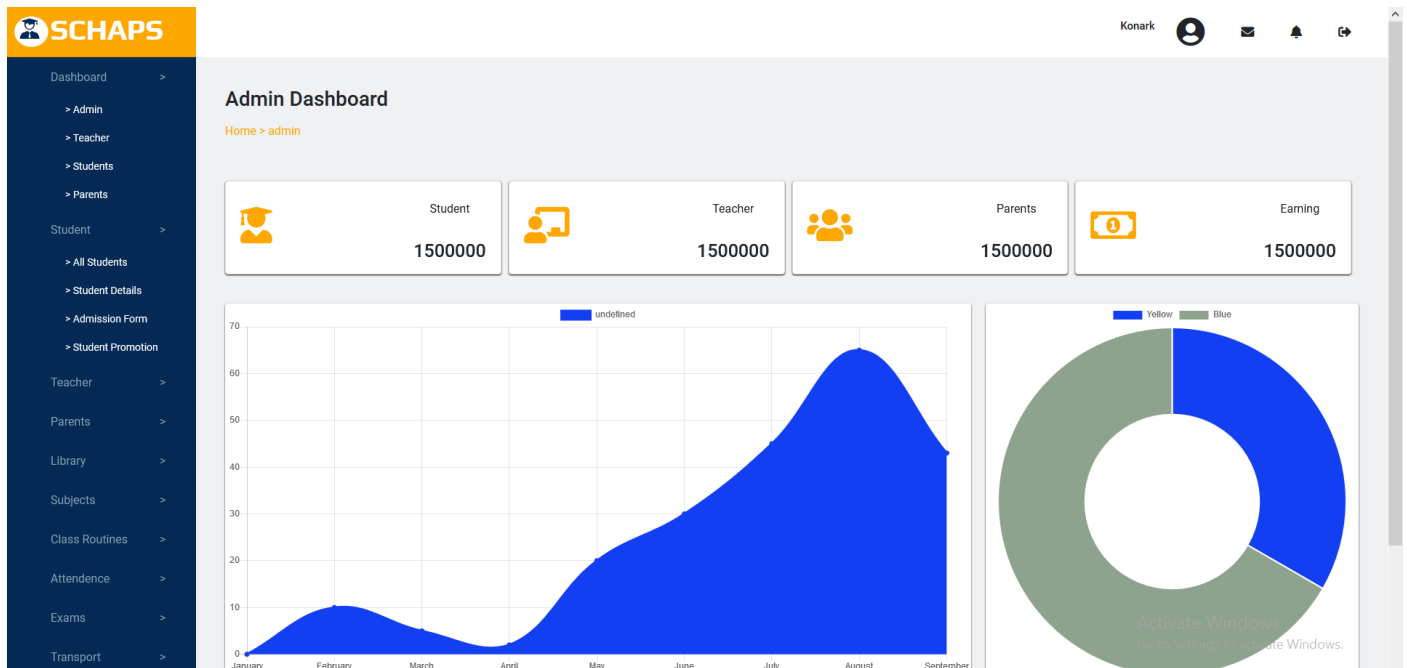 SCHAPS
Konark
Dashboard >
> Admin
> Teacher
> Students
> Parents
Student >
> All Students
> Student Details
> Admission Form
> Student Promotion
Teacher >
Parents >
Library >
Subjects >
Class Routines >
Attendence >
Exams >
Transport >
Admin Dashboard
Home > admin
Student
1500000
Teacher
1500000
Parents
1500000
Earning
1
1500000
undefined
70
60
50
40
30
20
10
0
January February March April May June July August September
Yellow Blue
Activate Windows
Go to Settings to activate Windows.